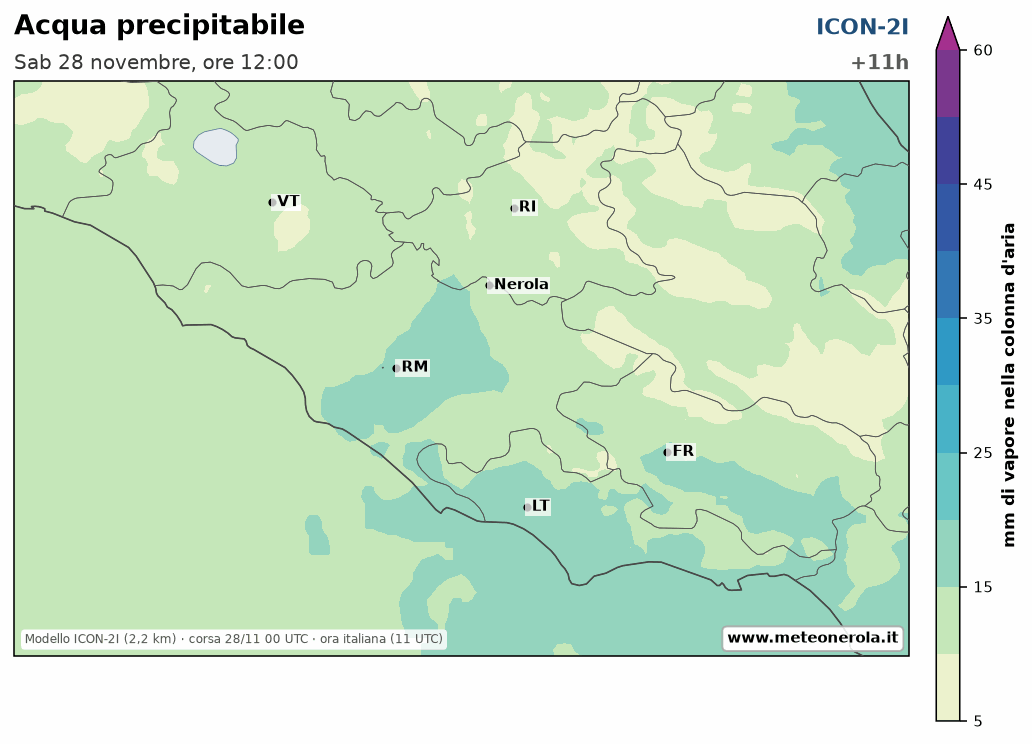 Acqua precipitabile
ICON-2I
Sab 28 novembre, ore 12:00
+11h
VT
RI
Nerola
RM
FR
LT
Modello ICON-2I (2,2 km) · corsa 28/11 00 UTC · ora italiana (11 UTC)
www.meteonerola.it
60
45
35
25
15
5
mm di vapore nella colonna d'aria